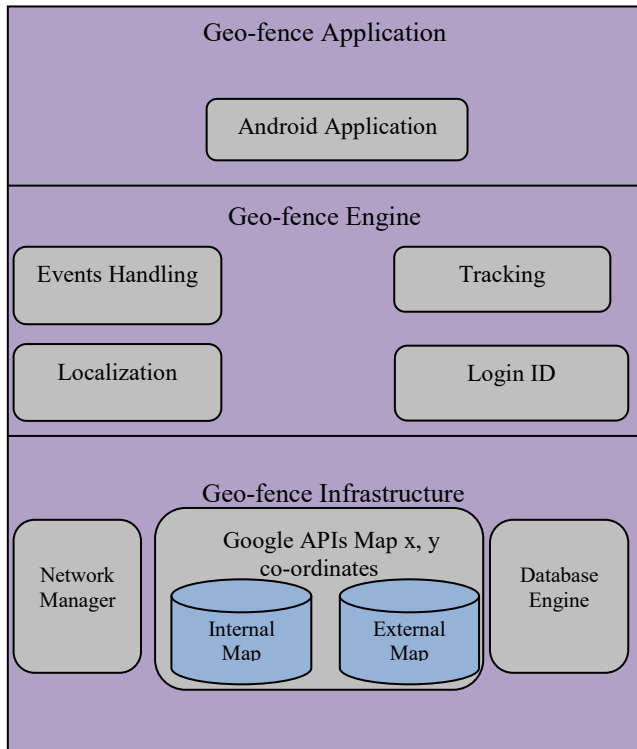 Geo-fence Application
Android Application
Geo-fence Engine
Events Handling
Tracking
Localization
Login ID
Geo-fence Infrastructure
Network
Manager
Google APIs Map x, y
co-ordinates
Internal
Map
External
Map
Database
Engine